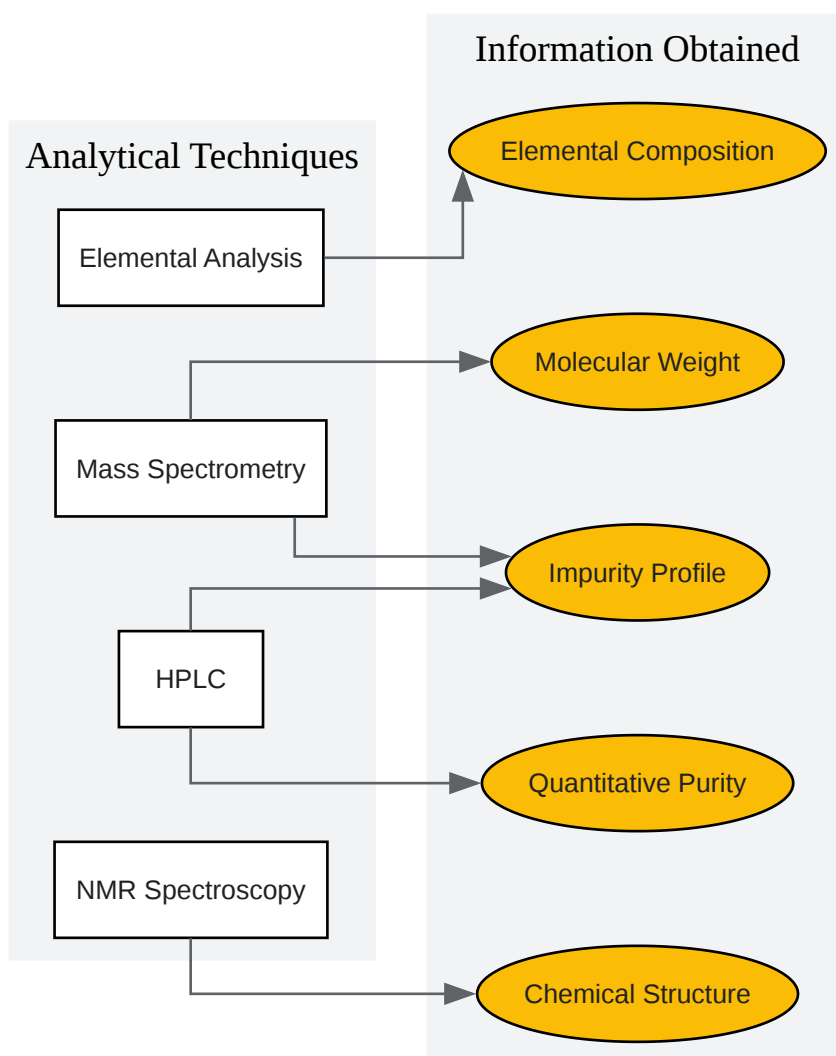 Information Obtained
Analytical Techniques
Elemental Composition
Elemental Analysis
Molecular Weight
Mass Spectrometry
Impurity Profile
HPLC
Quantitative Purity
NMR Spectroscopy
Chemical Structure